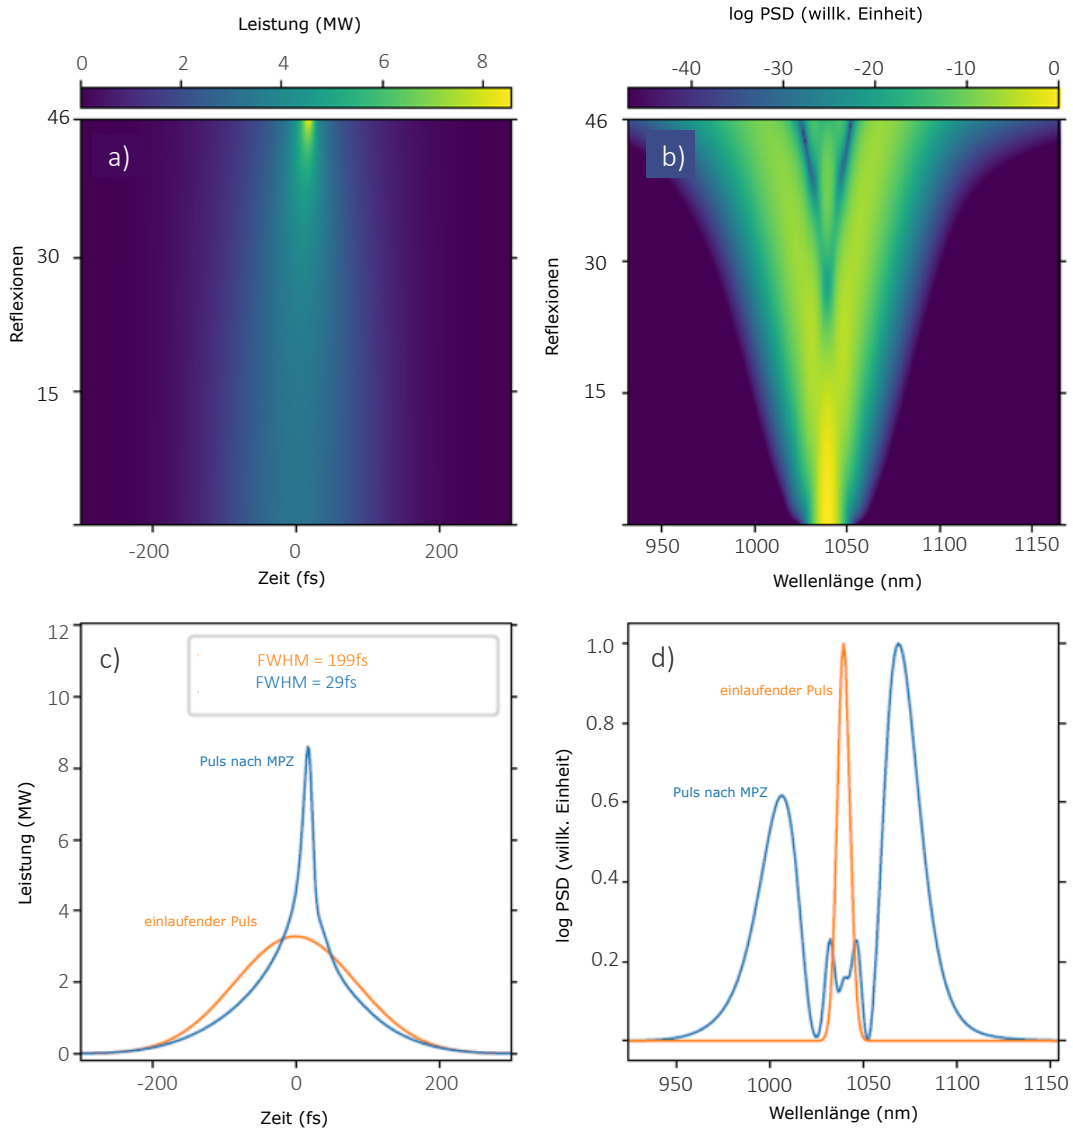 Leistung (MW)
0 2 4 6 8
46
a)
30
15
Reflexionen
-200 0 200
Zeit (fs)
log PSD (willk. Einheit)
-40 -30 -20 -10 0
46
b)
30
15
Reflexionen
950 1000 1050 1100 1150
Wellenlänge (nm)
12
10
8
6
4
2
0
Leistung (MW)
c)
FWHM = 199fs
FWHM = 29fs
Puls nach MPZ
einlaufender Puls
-200 0 200
Zeit (fs)
1.0
0.8
0.6
0.4
0.2
log PSD (willk. Einheit)
d)
einlaufender Puls
Puls nach MPZ
950 1000 1050 1100 1150
Wellenlänge (nm)